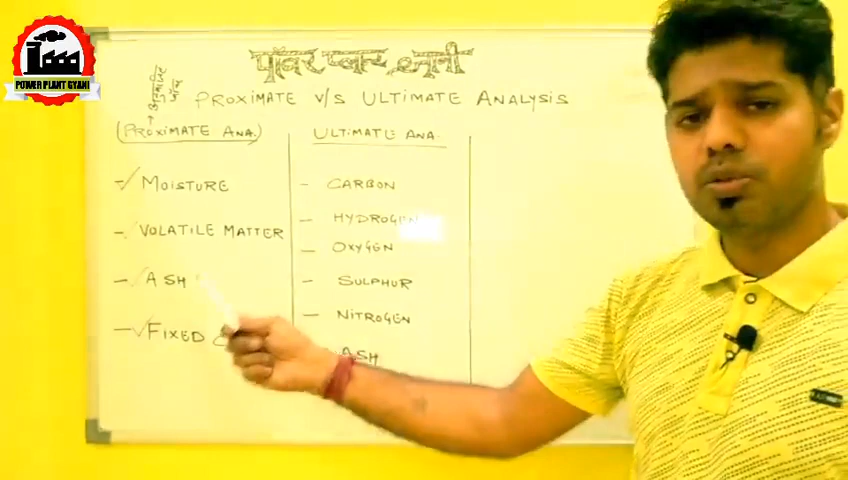 POWER PLANT GYANI
पॉवर प्लान्ट ज्ञानी
PROXIMATE V/S ULTIMATE ANALYSIS
(PROXIMATE ANA.)
MOISTURE
VOLATILE MATTER
ASH
FIXED
ULTIMATE ANA.
CARBON
HYDROGEN
OXYGEN
SULPHUR
NITROGEN
ASH